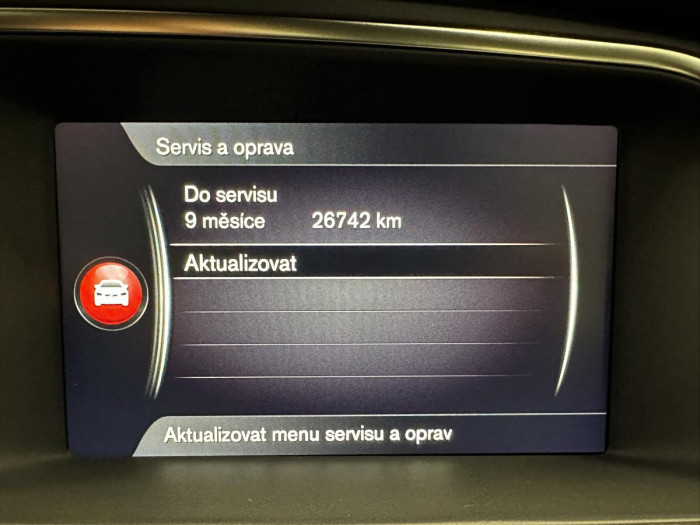 Servis a oprava
Do servisu
9 měsíce 26742 km
Aktualizovat
Aktualizovat menu servisu a oprav